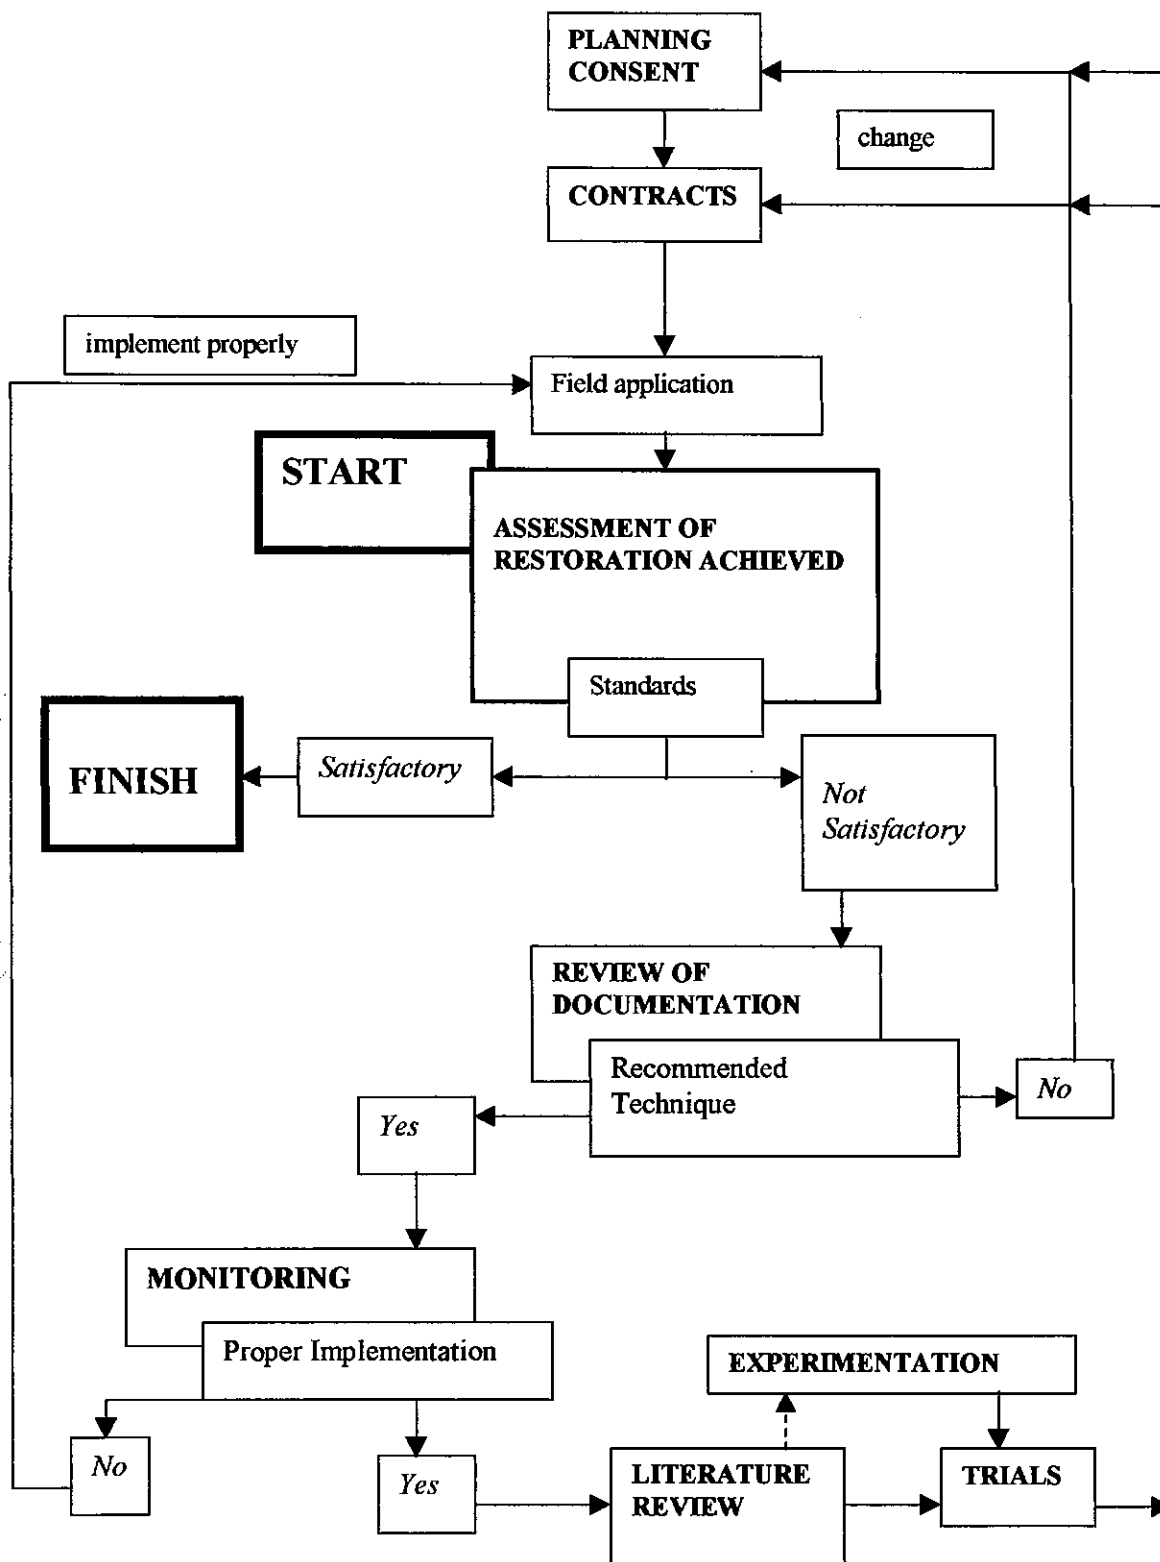 PLANNING
CONSENT
change
CONTRACTS
implement properly
Field application
START
ASSESSMENT OF
RESTORATION ACHIEVED
Standards
Satisfactory
FINISH
Not
Satisfactory
REVIEW OF
DOCUMENTATION
Recommended
Technique
No
Yes
MONITORING
Proper Implementation
EXPERIMENTATION
No
Yes
LITERATURE
REVIEW
TRIALS